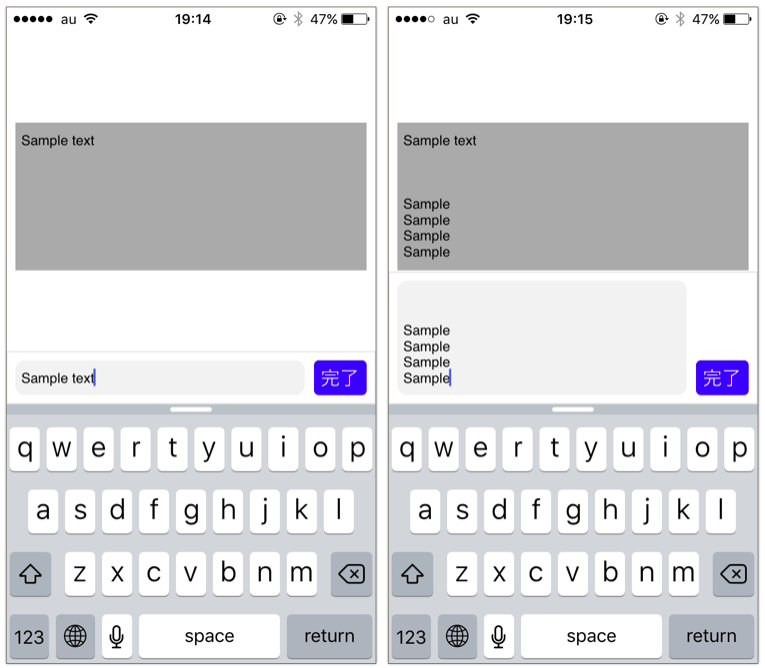 au 19:14 47%
Sample text
Sample text
完了
q w e r t y u i o p
a s d f g h j k l
z x c v b n m
123 space return
au 19:15 47%
Sample text
Sample
Sample
Sample
Sample
Sample
Sample
Sample
Sample
完了
q w e r t y u i o p
a s d f g h j k l
z x c v b n m
123 space return